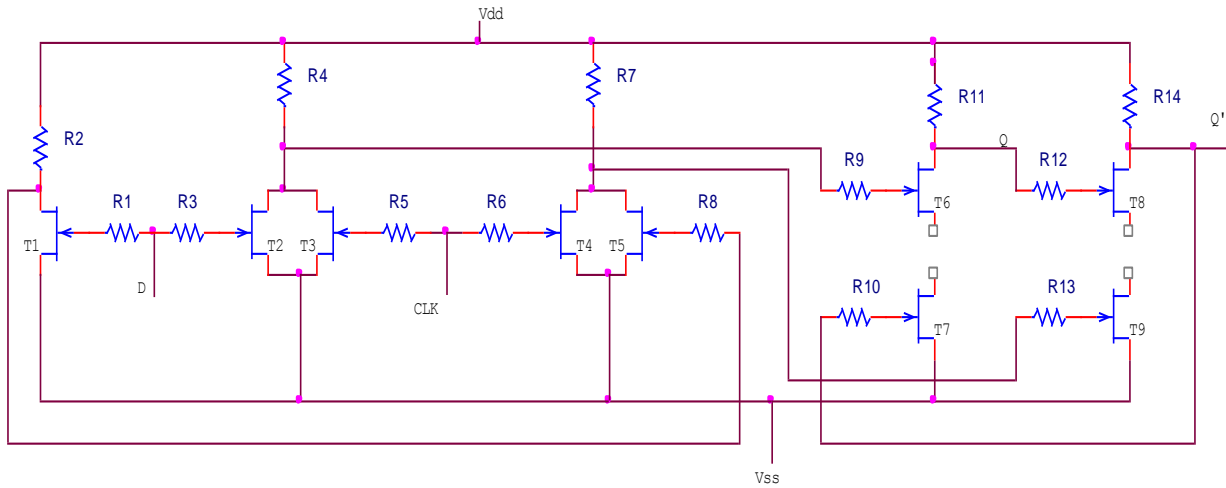 Vdd
R4
R7
R11
R14
Q'
R2
Q
R9
R12
R1
R3
R5
R6
R8
T6
T8
T1
T2
T3
T4
T5
D
CLK
R10
R13
T7
T9
Vss